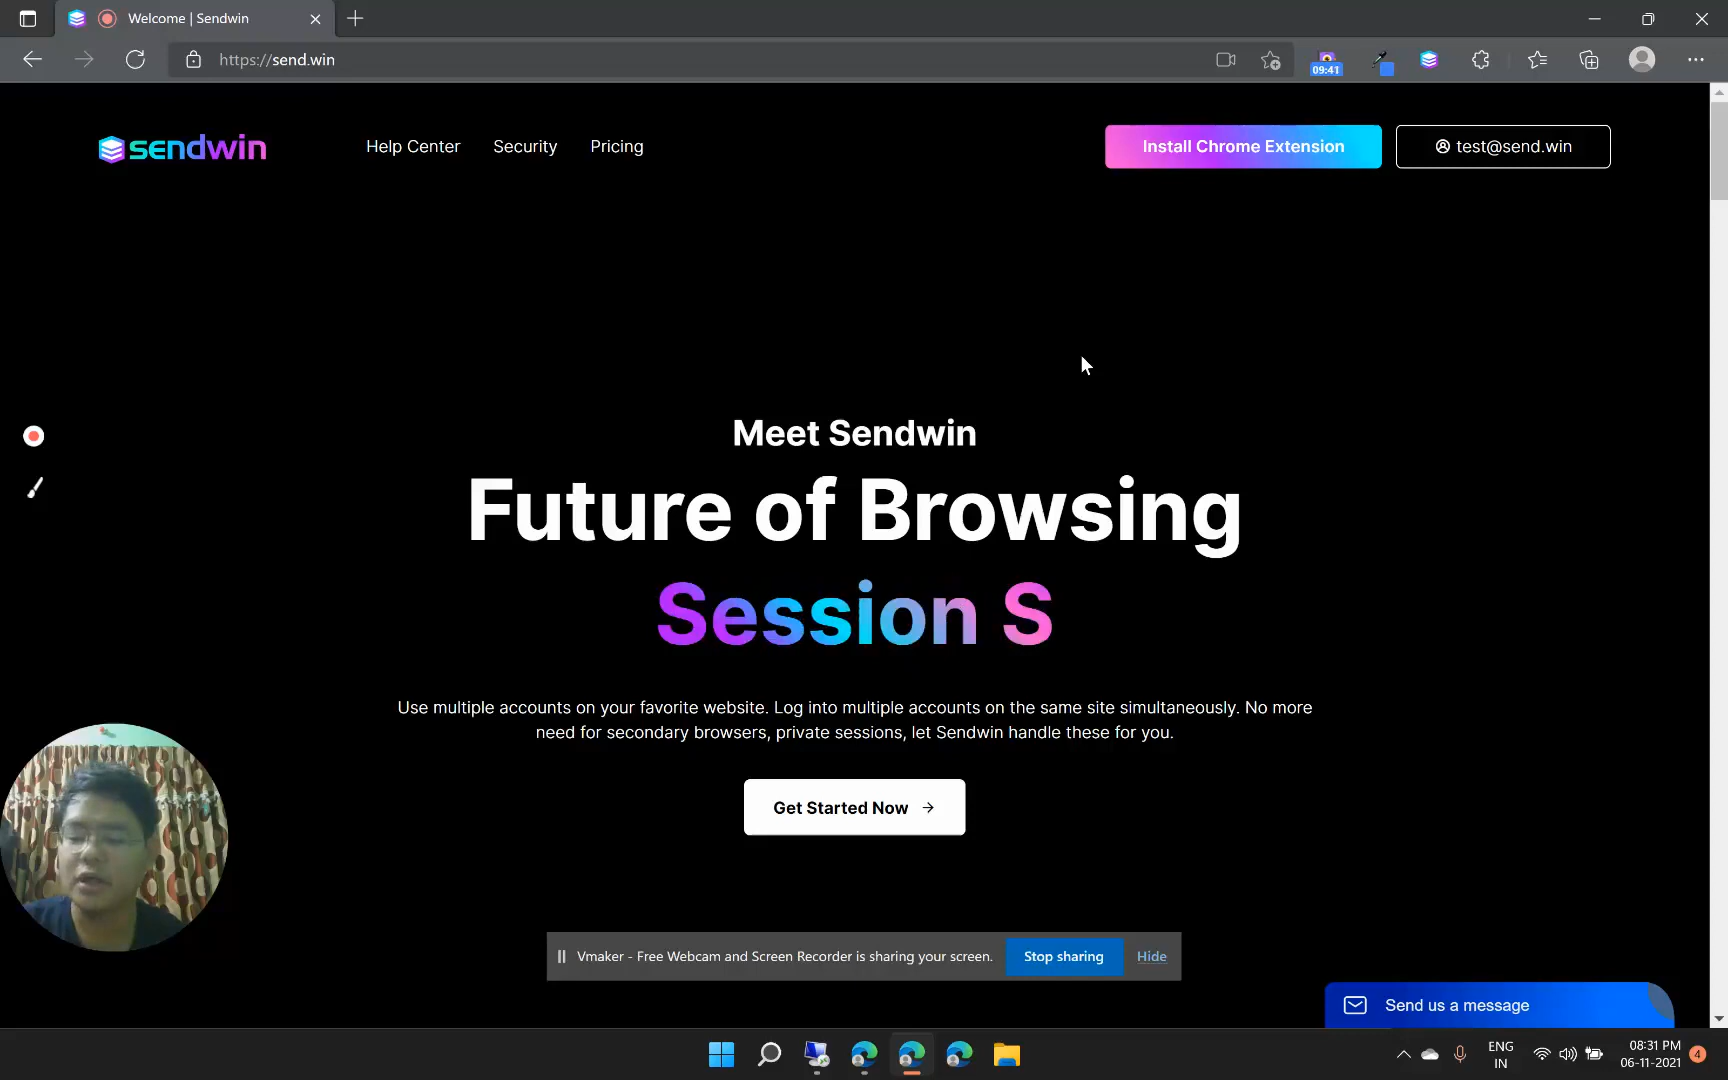 Welcome | Sendwin
https://send.win
09:41
sendwin
Help Center
Security
Pricing
Install Chrome Extension
test@send.win
Meet Sendwin
Future of Browsing
Session S
Use multiple accounts on your favorite website. Log into multiple accounts on the same site simultaneously. No more
need for secondary browsers, private sessions, let Sendwin handle these for you.
Get Started Now
Vmaker - Free Webcam and Screen Recorder is sharing your screen.
Stop sharing
Hide
Send us a message
ENG
IN
08:31 PM
06-11-2021
4